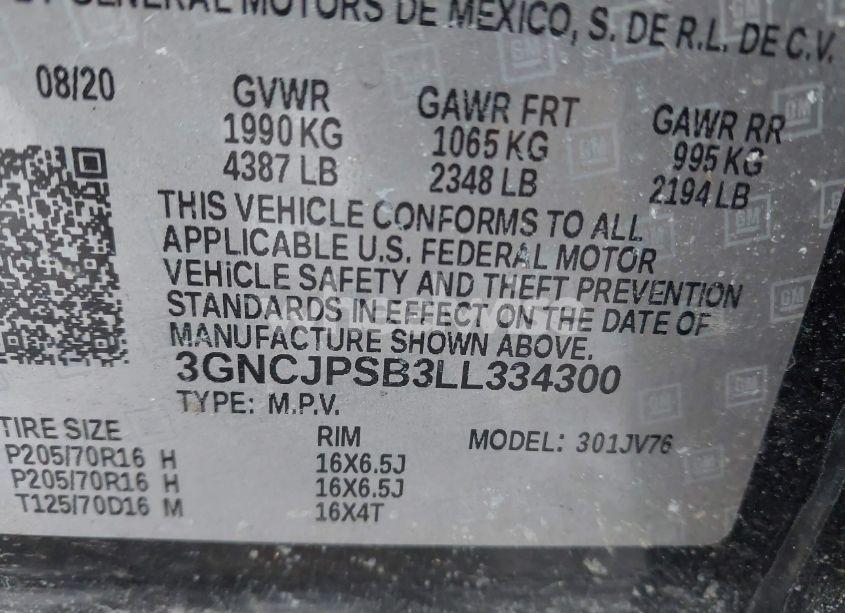 GENERAL MOTORS DE MEXICO, S. DE R.L. DE C.V.
08/20
GVWR
1990 KG
4387 LB
GAWR FRT
1065 KG
2348 LB
GAWR RR
995 KG
2194 LB
THIS VEHICLE CONFORMS TO ALL
APPLICABLE U.S. FEDERAL MOTOR
VEHICLE SAFETY AND THEFT PREVENTION
STANDARDS IN EFFECT ON THE DATE OF
MANUFACTURE SHOWN ABOVE.
3GNCJPSB3LL334300
TYPE: M.P.V.
MODEL: 301JV76
TIRE SIZE
P205/70R16 H
P205/70R16 H
T125/70D16 M
RIM
16X6.5J
16X6.5J
16X4T